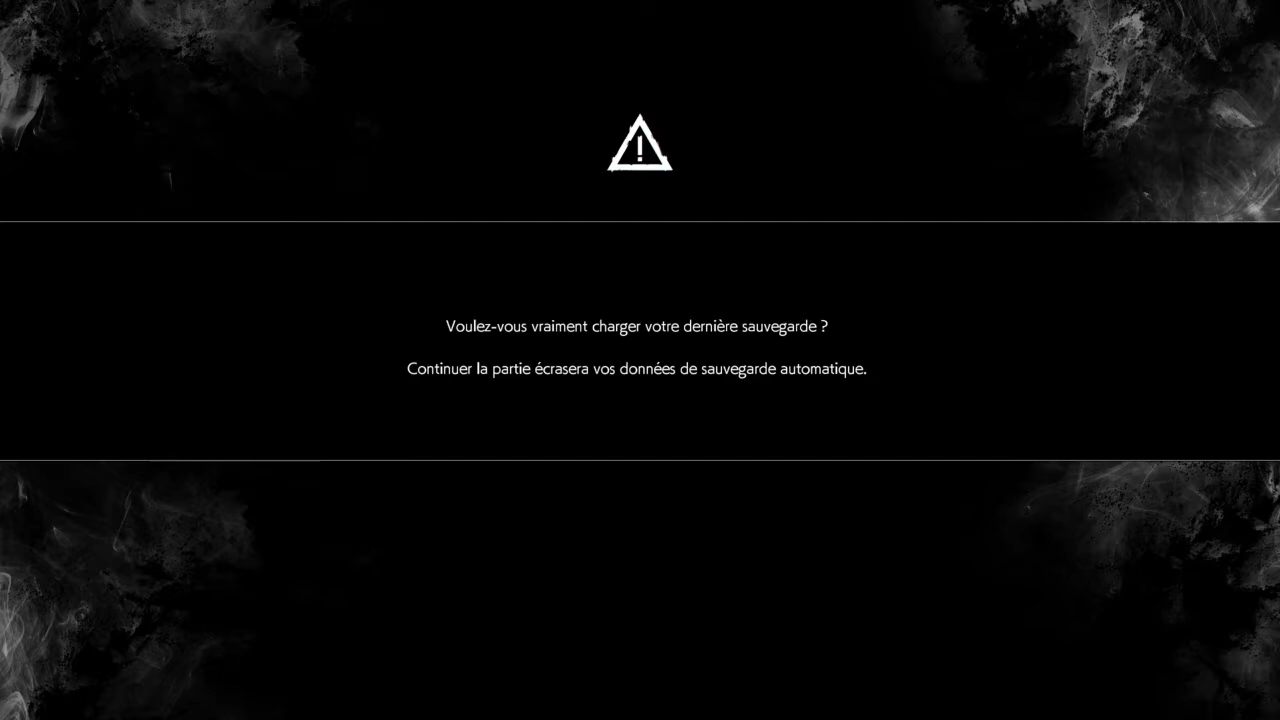 Voulez-vous vraiment charger votre dernière sauvegarde ?
Continuer la partie écrasera vos données de sauvegarde automatique.